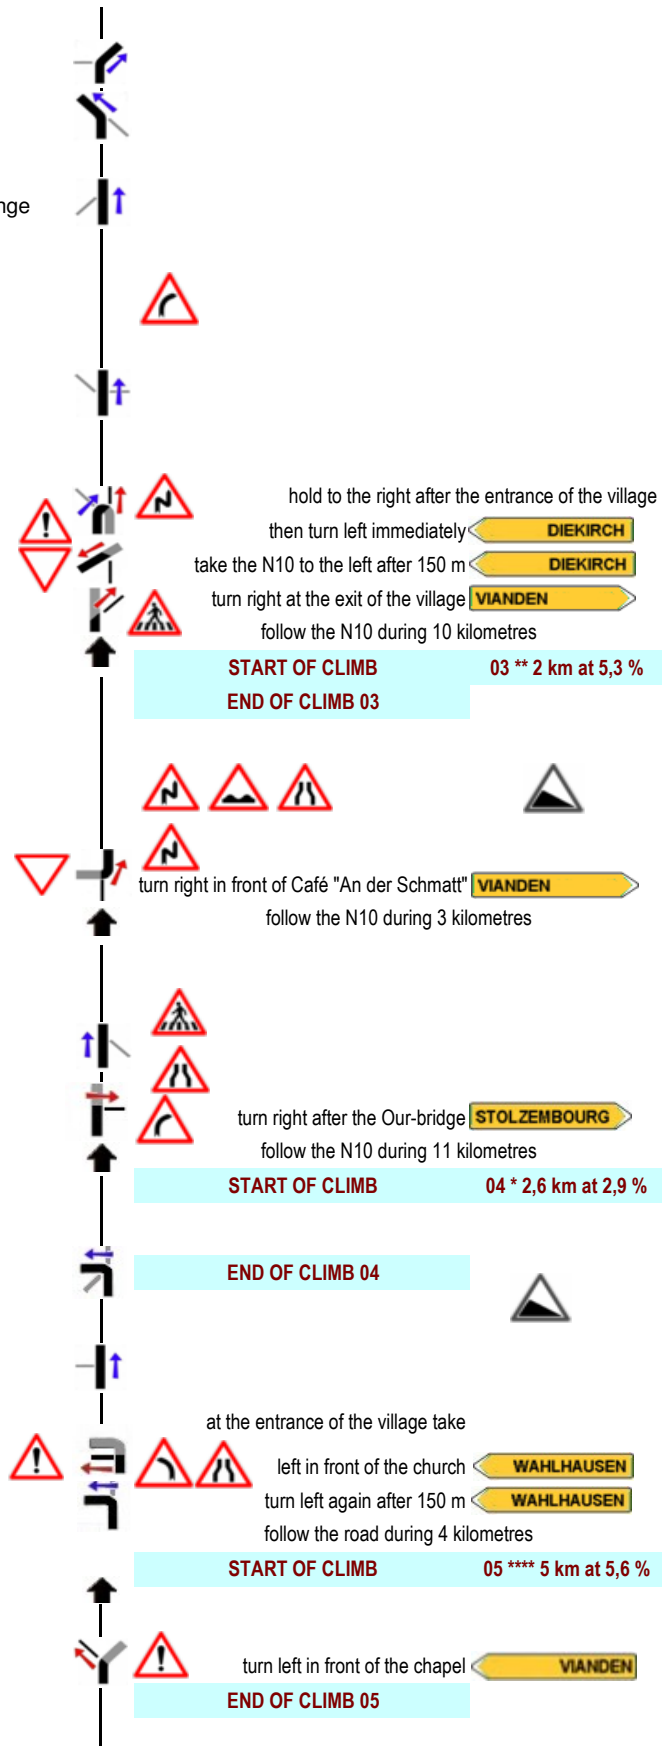 nge
hold to the right after the entrance of the village
then turn left immediately DIEKIRCH
take the N10 to the left after 150 m DIEKIRCH
turn right at the exit of the village VIANDEN
follow the N10 during 10 kilometres
START OF CLIMB 03 ** 2 km at 5,3 %
END OF CLIMB 03
turn right in front of Café "An der Schmatt" VIANDEN
follow the N10 during 3 kilometres
turn right after the Our-bridge STOLZEMBOURG
follow the N10 during 11 kilometres
START OF CLIMB 04 * 2,6 km at 2,9 %
END OF CLIMB 04
at the entrance of the village take
left in front of the church WAHLHAUSEN
turn left again after 150 m WAHLHAUSEN
follow the road during 4 kilometres
START OF CLIMB 05 **** 5 km at 5,6 %
turn left in front of the chapel VIANDEN
END OF CLIMB 05